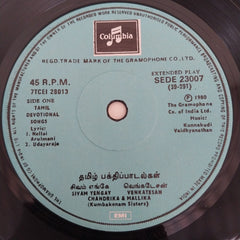 Columbia
REGD. TRADE MARK OF THE GRAMOPHONE CO. LTD.
45 R.P.M.
7TCEI 28013
EXTENDED PLAY
SEDE 23007
(S9-291)
SIDE ONE
TAMIL
DEVOTIONAL
SONGS
Lyric:
1. Nellai
Arulmani
2. Udayaraja
℗ 1980
The Gramophone
Co. of India Ltd.
Music:
Kunnakudi
Vaidhyanathan
தமிழ் பக்திப்பாடல்கள்
சிவம் எங்கே வெங்கடேசன்
SIVAM YENGAY VENKATESAN
CHANDRIKA & MALLIKA
(Kumbakonam Sisters)
EMI